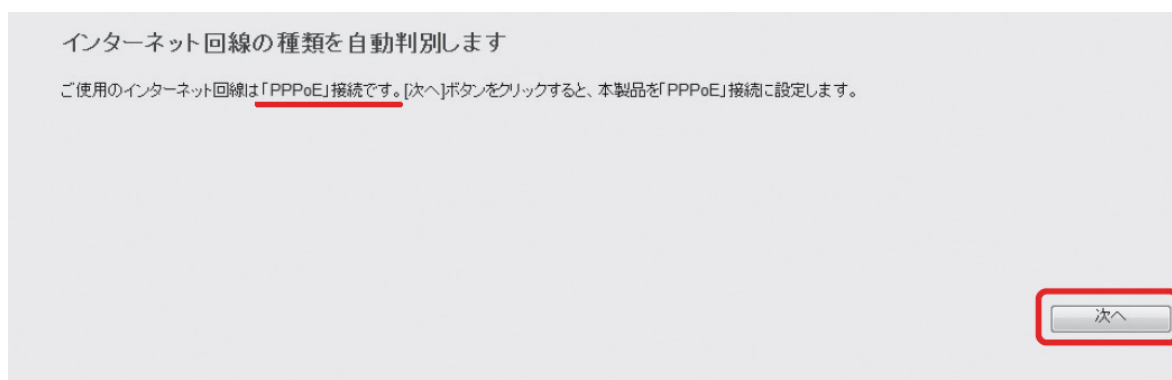 インターネット回線の種類を自動判別します
ご使用のインターネット回線は「PPPoE」接続です。[次へ]ボタンをクリックすると、本製品を「PPPoE」接続に設定します。
次へ